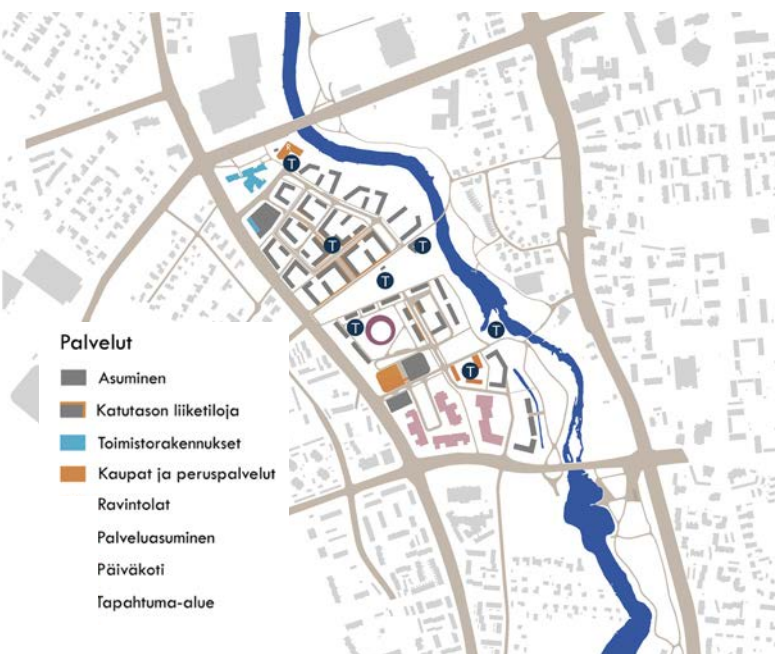 R
T
T
T
T
T
T
T
Palvelut
Asuminen
Katutason liiketiloja
Toimistorakennukset
Kaupat ja peruspalvelut
Ravintolat
Palveluasuminen
Päiväkoti
Tapahtuma-alue